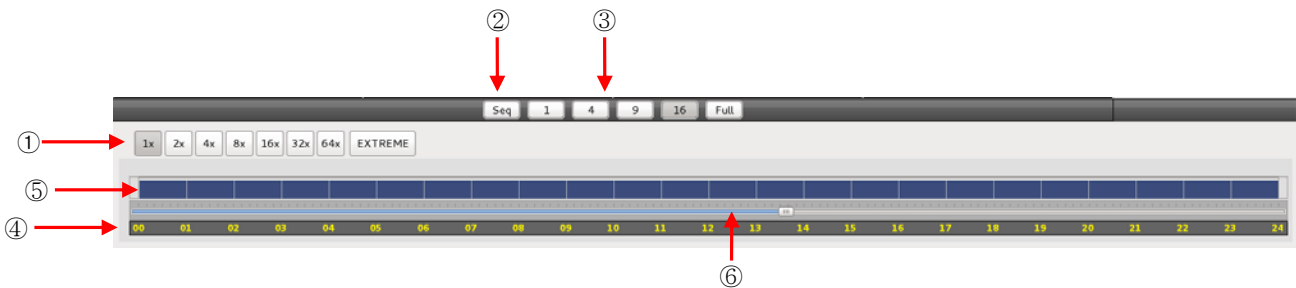 ② ③
Seq 1 4 9 16 Full
① 1x 2x 4x 8x 16x 32x 64x EXTREME
⑤
④ 00 01 02 03 04 05 06 07 08 09 10 11 12 13 14 15 16 17 18 19 20 21 22 23 24
⑥